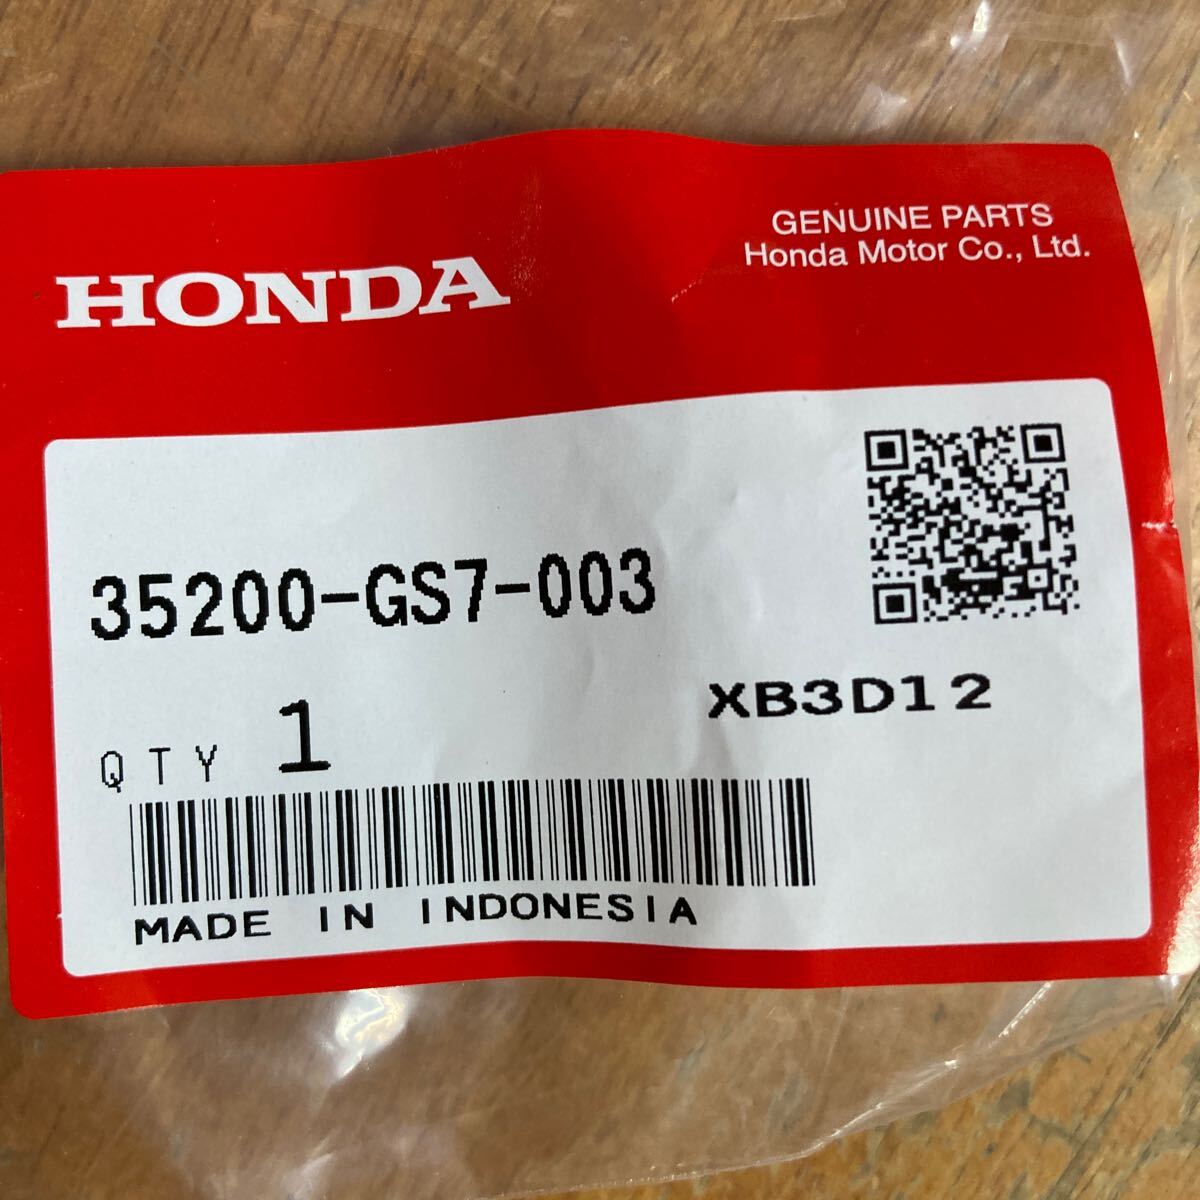 HONDA
GENUINE PARTS
Honda Motor Co., Ltd.
35200-GS7-003
XB3D12
QTY 1
MADE IN INDONESIA